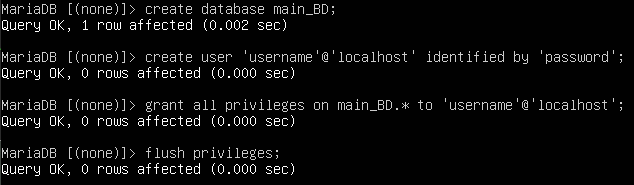 MariaDB [(none)]> create database main_BD;
Query OK, 1 row affected (0.002 sec)
MariaDB [(none)]> create user 'username'@'localhost' identified by 'password';
Query OK, 0 rows affected (0.000 sec)
MariaDB [(none)]> grant all privileges on main_BD.* to 'username'@'localhost';
Query OK, 0 rows affected (0.000 sec)
MariaDB [(none)]> flush privileges;
Query OK, 0 rows affected (0.000 sec)